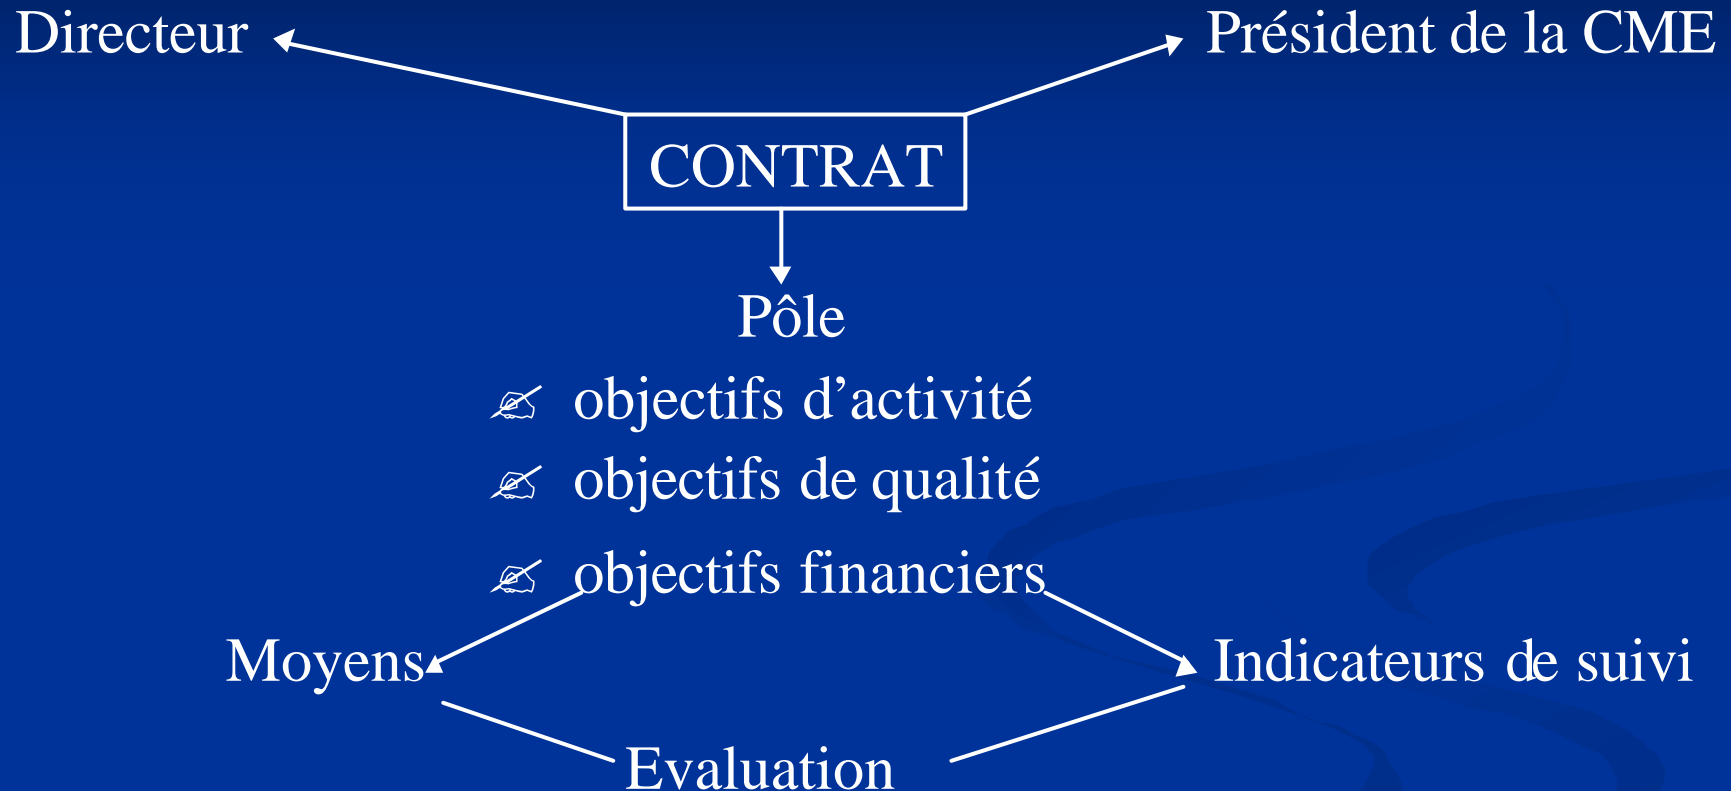 Directeur
Président de la CME
CONTRAT
Pôle
objectifs d’activité
objectifs de qualité
objectifs financiers
Moyens
Indicateurs de suivi
Evaluation